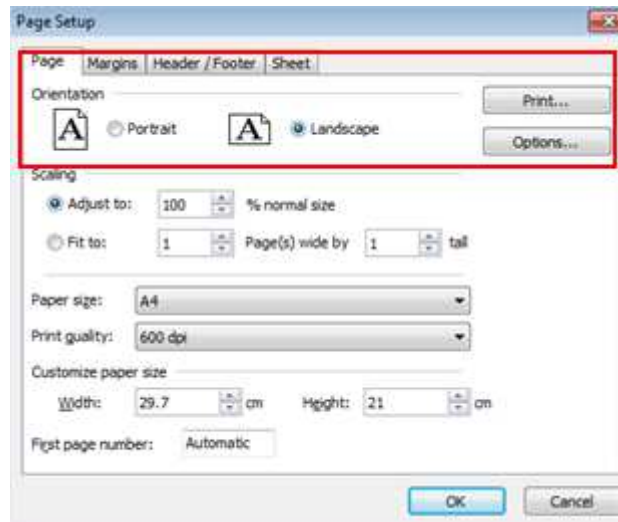 Page Setup
Page Margins Header / Footer Sheet
Orientation
A Portrait A Landscape
Print...
Options...
Scaling
Adjust to: 100 % normal size
Fit to: 1 Page(s) wide by 1 tall
Paper size: A4
Print quality: 600 dpi
Customize paper size
Width: 29.7 cm Height: 21 cm
First page number: Automatic
OK Cancel